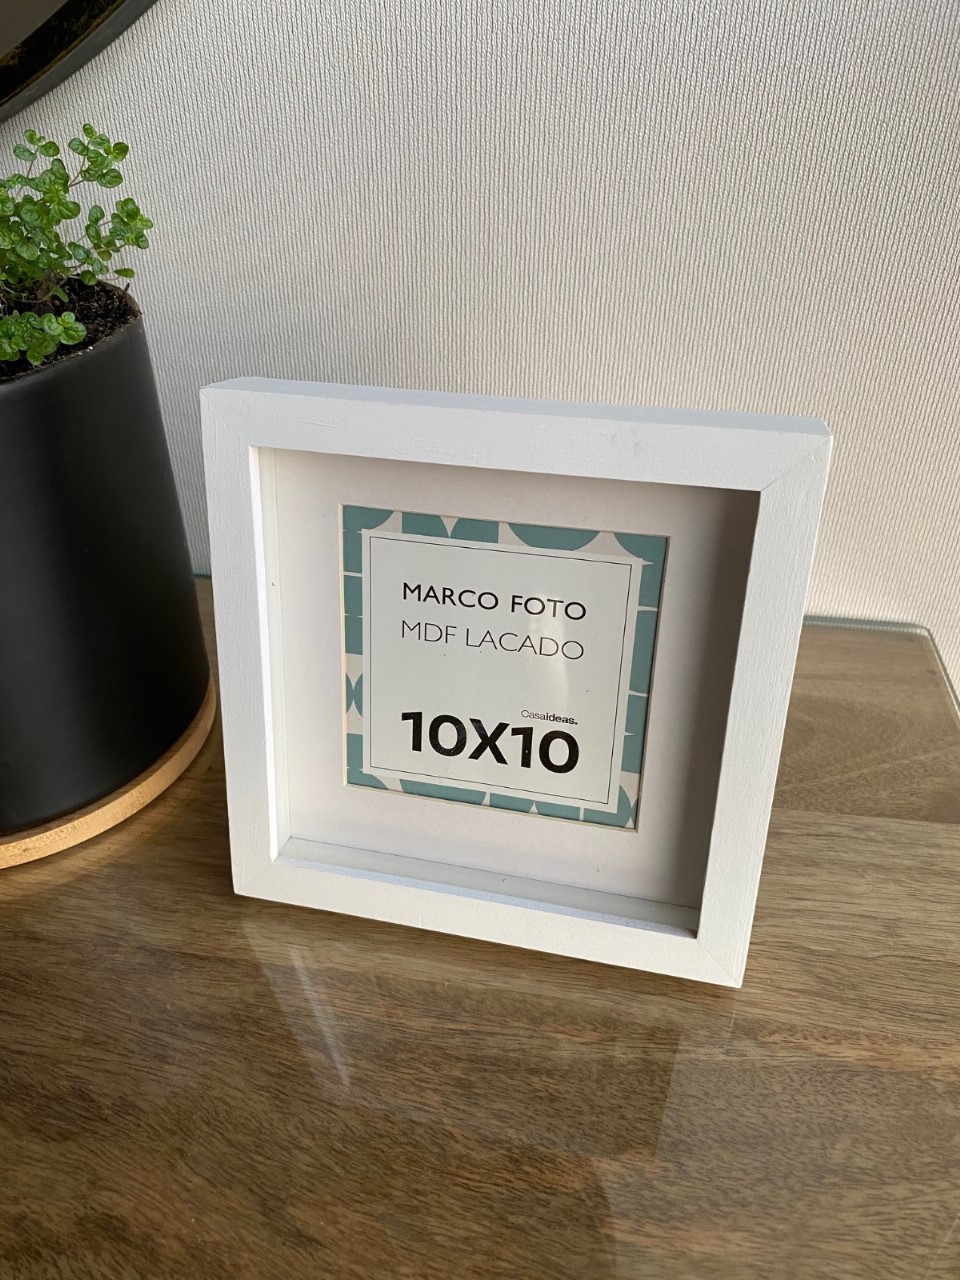 MARCO FOTO
MDF LACADO
Casaideas.
10X10